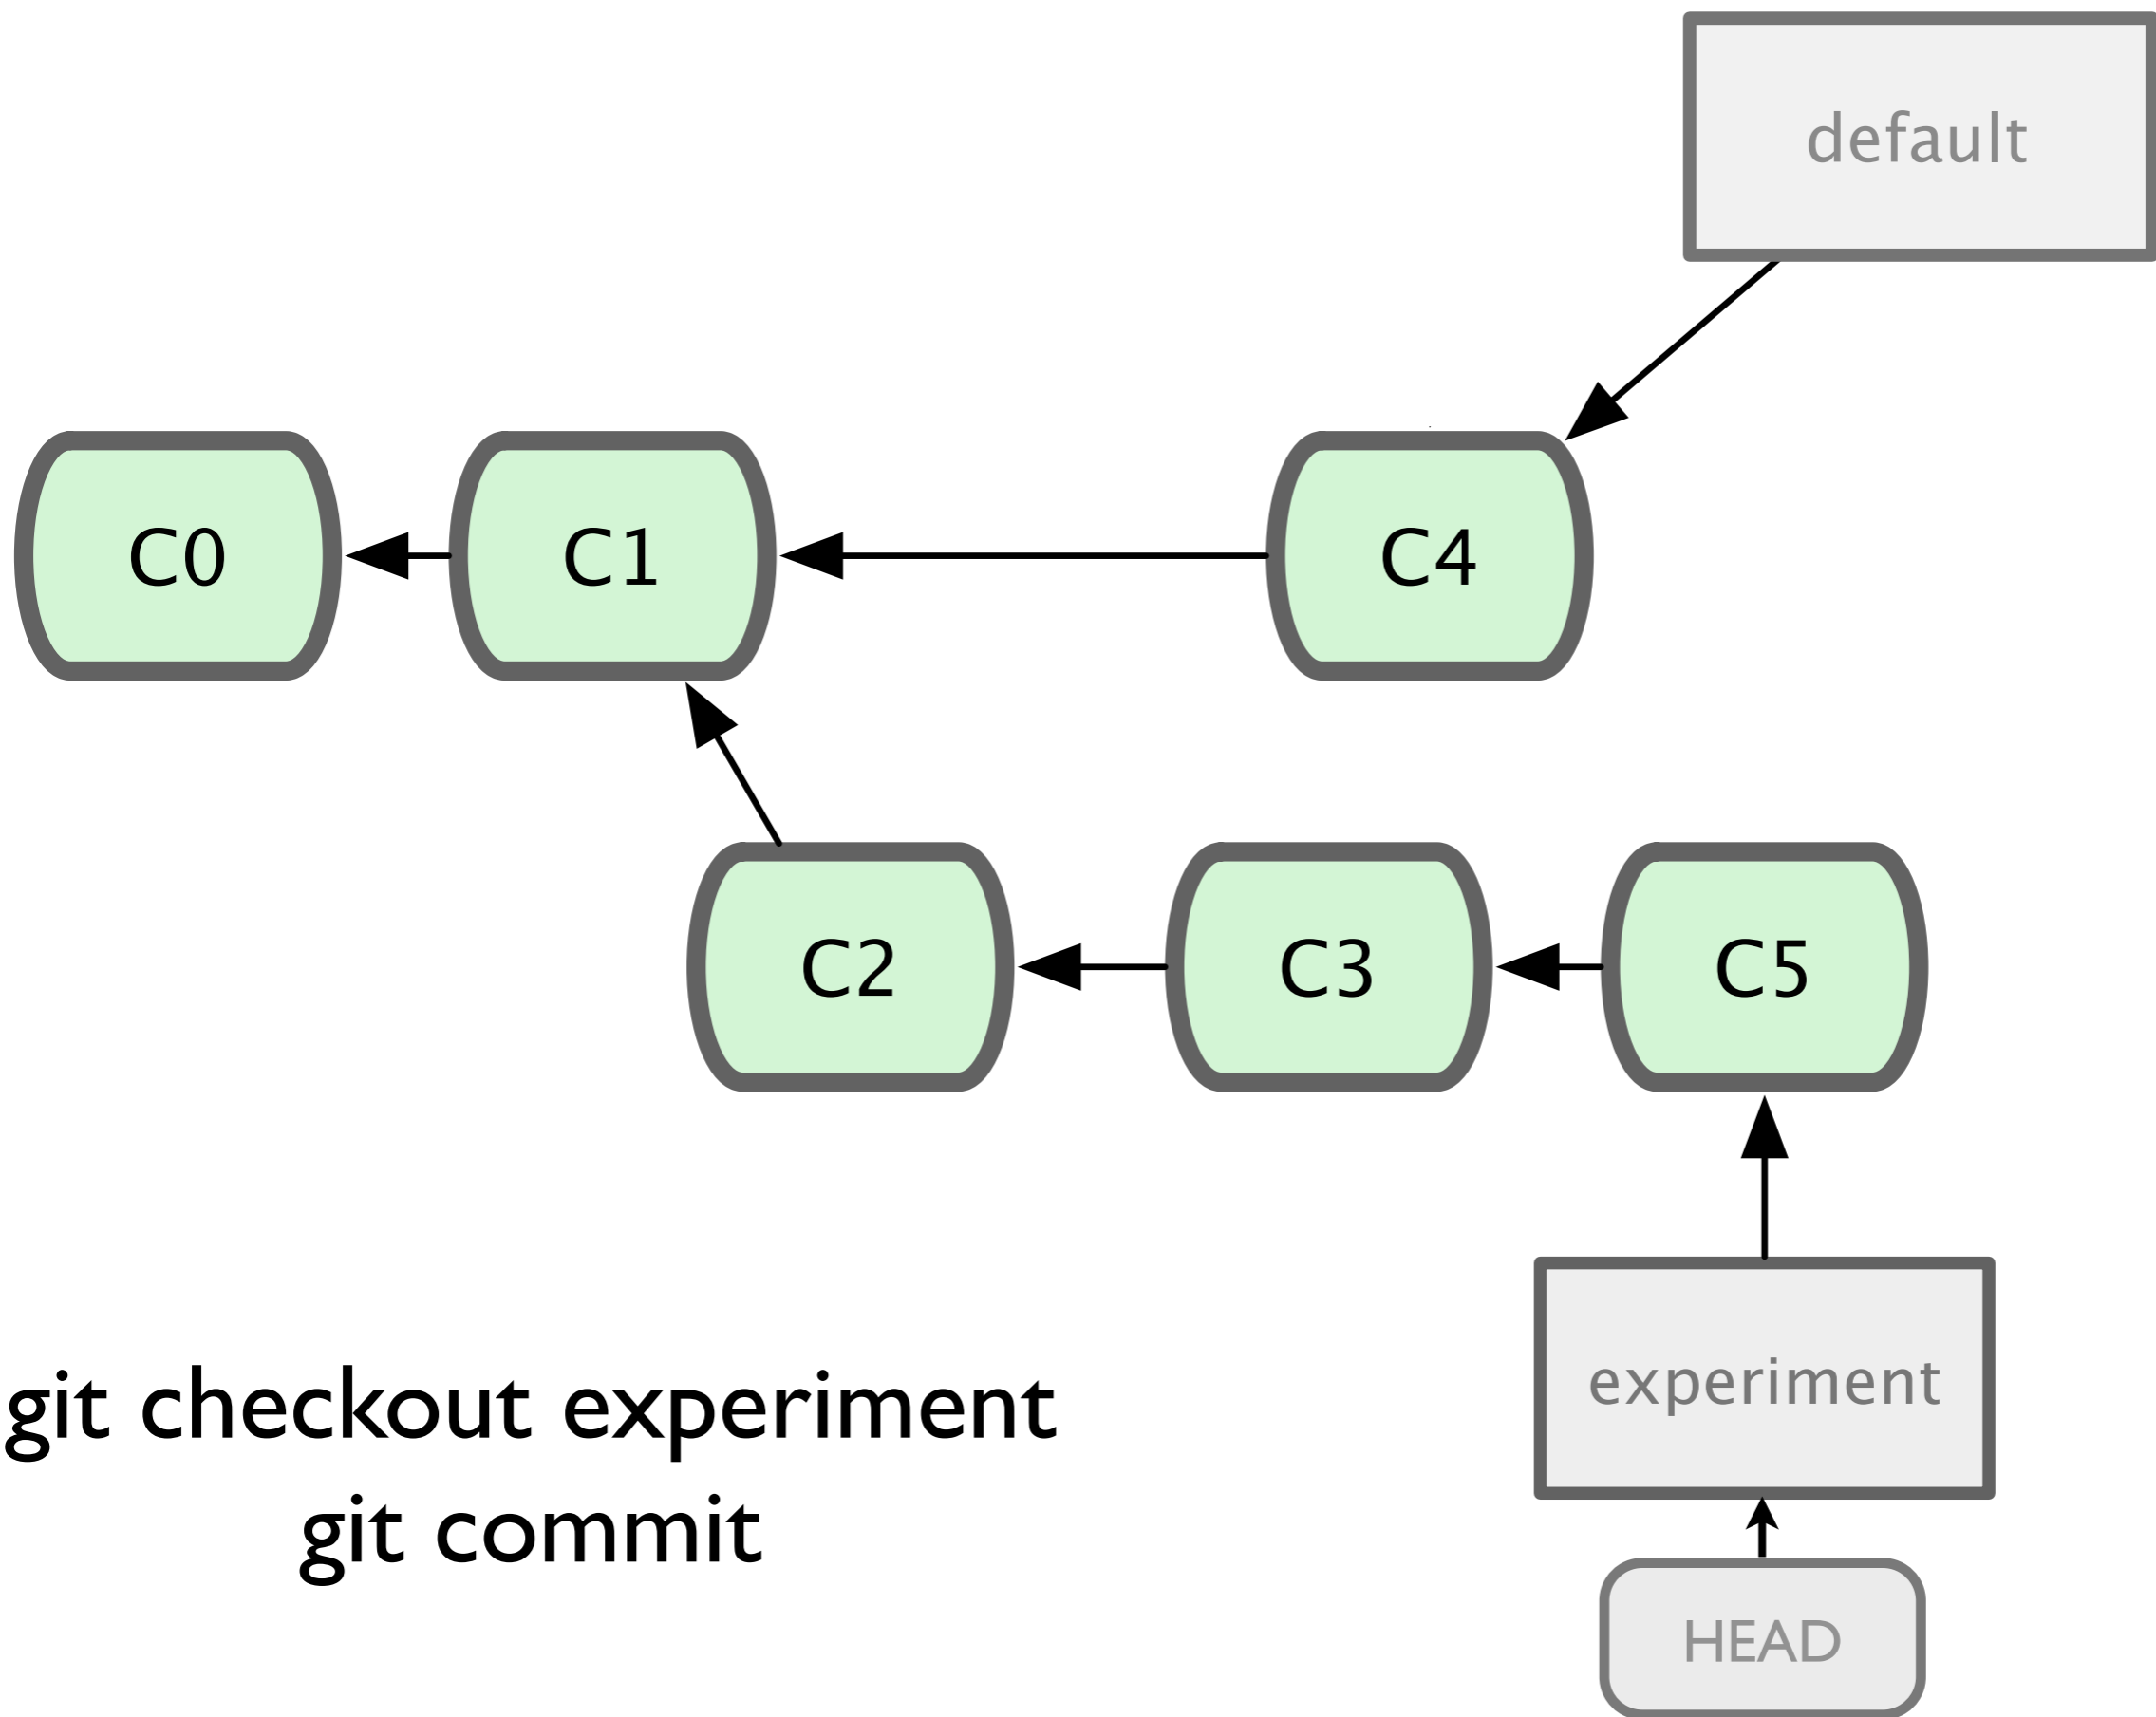 default
C0
C1
C4
C2
C3
C5
experiment
git checkout experiment
git commit
HEAD